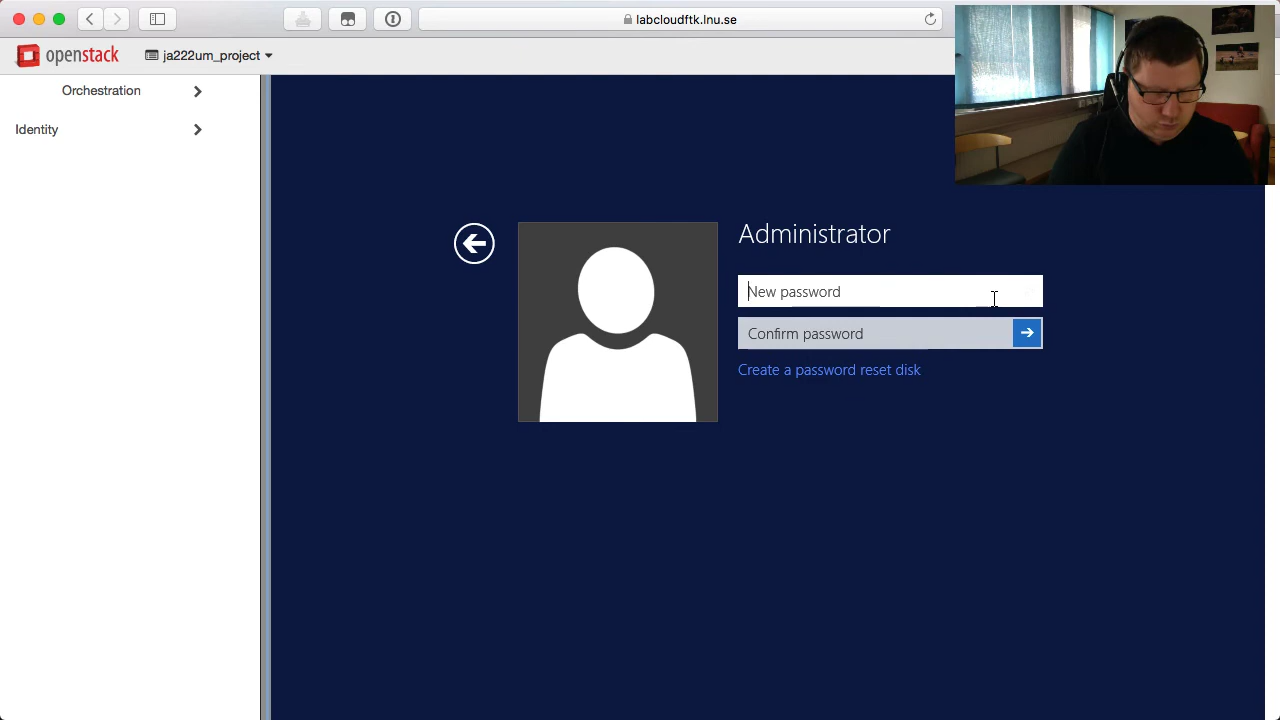 labcloudftk.lnu.se
openstack
ja222um_project
Orchestration
Identity
Administrator
New password
Confirm password
Create a password reset disk